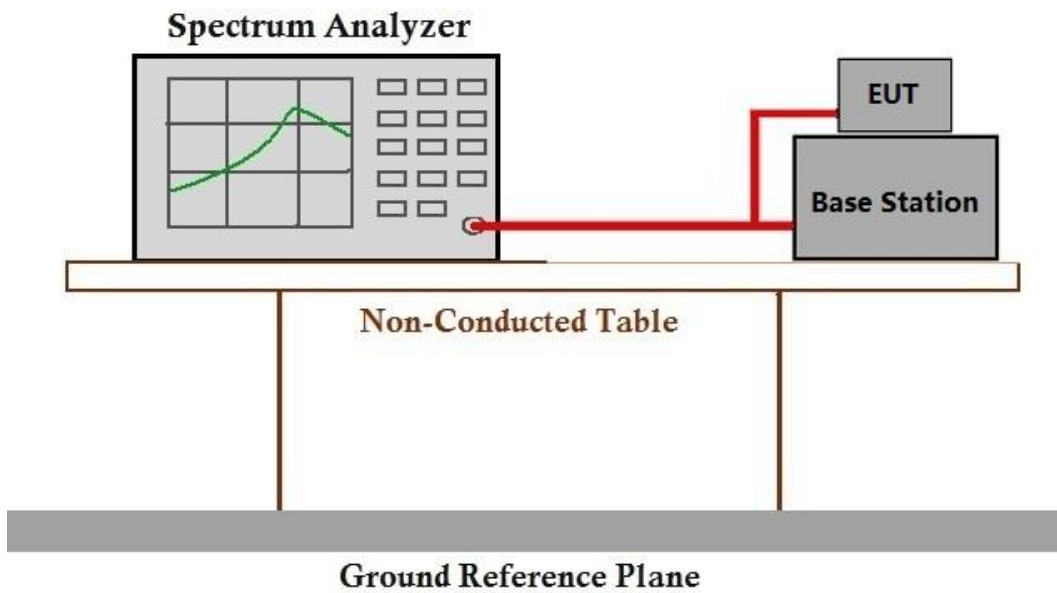 Spectrum Analyzer
EUT
Base Station
Non-Conducted Table
Ground Reference Plane